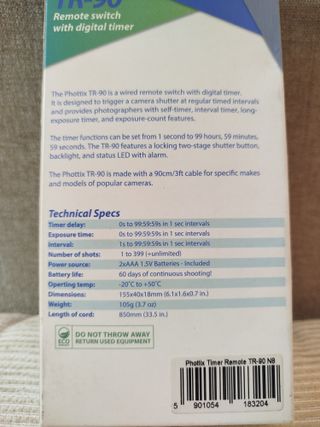 TR-90
Remote switch
with digital timer
The Phottix TR-90 is a wired remote switch with digital timer.
It is designed to trigger a camera shutter at regular timed intervals
and provides photographers with self-timer, interval timer, long-
exposure timer, and exposure-count features.
The timer functions can be set from 1 second to 99 hours, 59 minutes,
59 seconds. The TR-90 features a locking two-stage shutter button,
backlight, and status LED with alarm.
The Phottix TR-90 is made with a 90cm/3ft cable for specific makes
and models of popular cameras.
Technical Specs
Timer delay: 0s to 99:59:59s in 1 sec intervals
Exposure time: 0s to 99:59:59s in 1 sec intervals
Interval: 1s to 99:59:59s in 1 sec intervals
Number of shots: 1 to 399 (+unlimited)
Power source: 2xAAA 1.5V Batteries - included
Battery life: 60 days of continuous shooting!
Operting temp: -20˚C to +50˚C
Dimensions: 155x40x18mm (6.1x1.6x0.7 in.)
Weight: 105g (3.7 oz)
Length of cord: 850mm (33.5 in.)
ECO
DO NOT THROW AWAY
RETURN USED EQUIPMENT
Phottix Timer Remote TR-90 N8
5 901054 183204